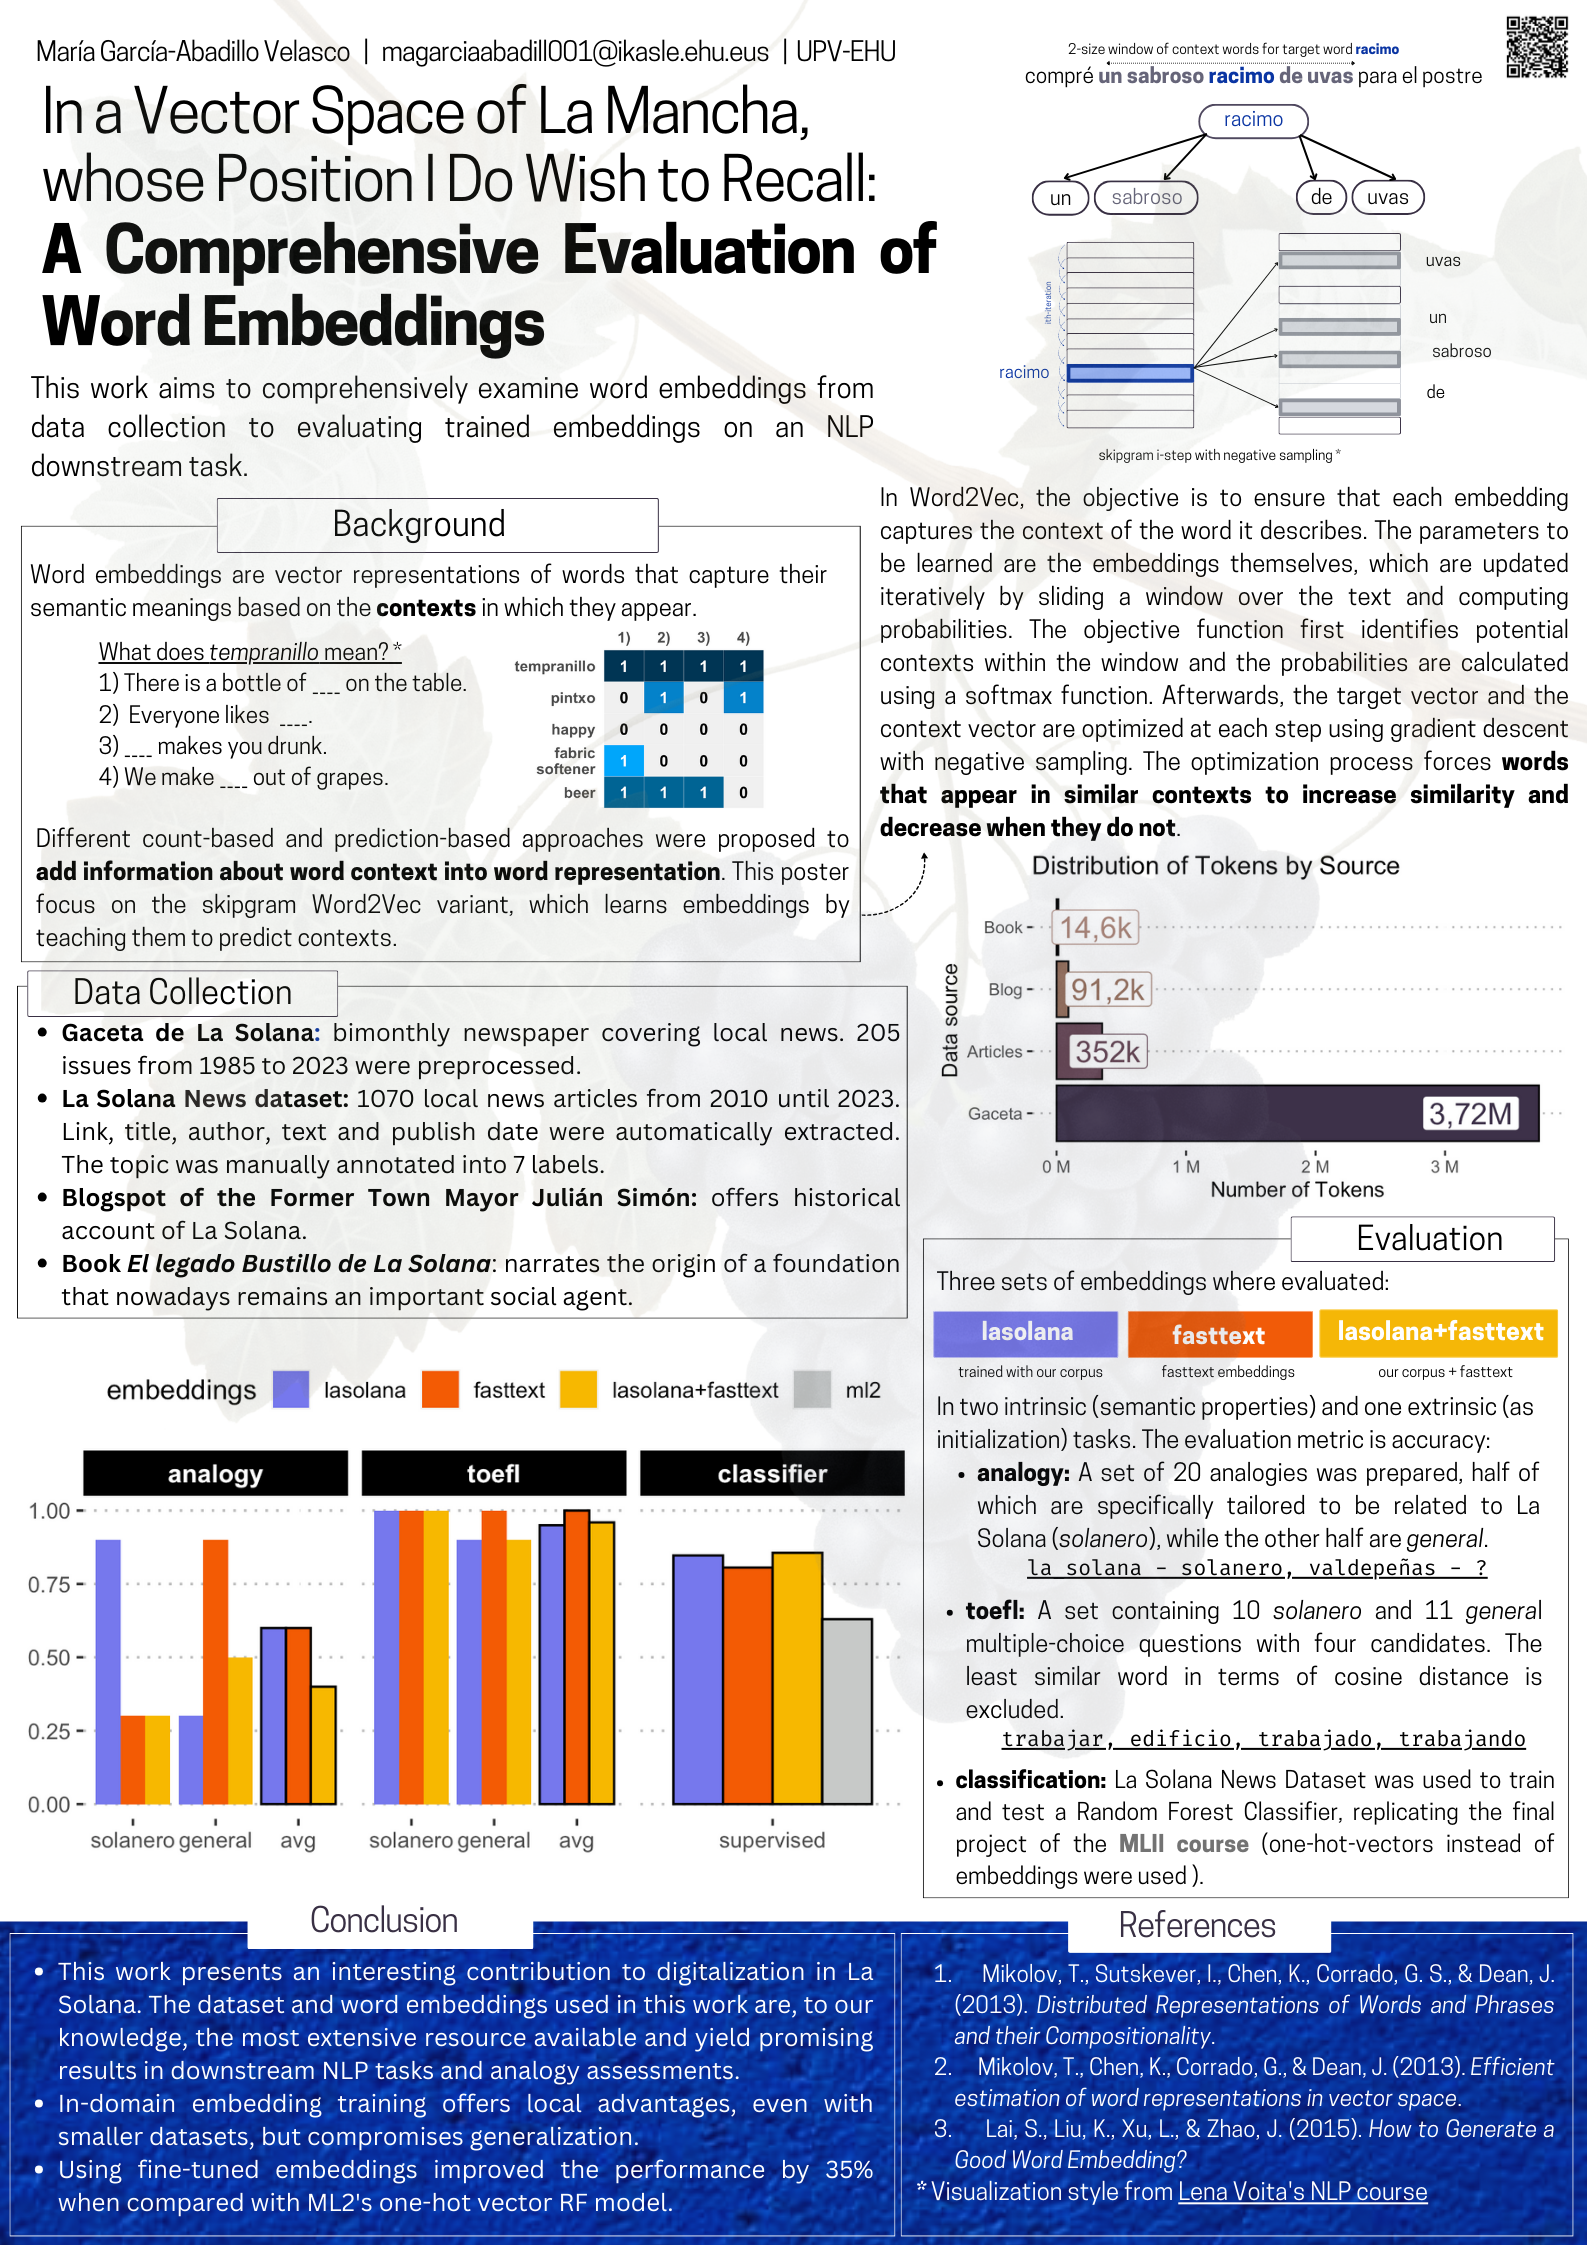 María García-Abadillo Velasco | magarciaabadill001@ikasle.ehu.eus | UPV-EHU
In a Vector Space of La Mancha,
whose Position I Do Wish to Recall:
A Comprehensive Evaluation of
Word Embeddings
This work aims to comprehensively examine word embeddings from
data collection to evaluating trained embeddings on an NLP
downstream task.
2-size window of context words for target word racimo
compré un sabroso racimo de uvas para el postre
racimo
un
sabroso
de
uvas
ith-iteration
racimo
uvas
un
sabroso
de
skipgram i-step with negative sampling *
Background
Word embeddings are vector representations of words that capture their
semantic meanings based on the contexts in which they appear.
What does tempranillo mean? *
1) There is a bottle of ____ on the table.
2) Everyone likes ____.
3) ____ makes you drunk.
4) We make ____ out of grapes.
1) 2) 3) 4)
tempranillo 1 1 1 1
pintxo 0 1 0 1
happy 0 0 0 0
fabric
softener 1 0 0 0
beer 1 1 1 0
Different count-based and prediction-based approaches were proposed to
add information about word context into word representation. This poster
focus on the skipgram Word2Vec variant, which learns embeddings by
teaching them to predict contexts.
In Word2Vec, the objective is to ensure that each embedding
captures the context of the word it describes. The parameters to
be learned are the embeddings themselves, which are updated
iteratively by sliding a window over the text and computing
probabilities. The objective function first identifies potential
contexts within the window and the probabilities are calculated
using a softmax function. Afterwards, the target vector and the
context vector are optimized at each step using gradient descent
with negative sampling. The optimization process forces words
that appear in similar contexts to increase similarity and
decrease when they do not.
Data Collection
• Gaceta de La Solana: bimonthly newspaper covering local news. 205
issues from 1985 to 2023 were preprocessed.
• La Solana News dataset: 1070 local news articles from 2010 until 2023.
Link, title, author, text and publish date were automatically extracted.
The topic was manually annotated into 7 labels.
• Blogspot of the Former Town Mayor Julián Simón: offers historical
account of La Solana.
• Book El legado Bustillo de La Solana: narrates the origin of a foundation
that nowadays remains an important social agent.
Distribution of Tokens by Source
Data source
Book 14,6k
Blog 91,2k
Articles 352k
Gaceta 3,72M
0 M 1 M 2 M 3 M
Number of Tokens
Evaluation
Three sets of embeddings where evaluated:
lasolana fasttext lasolana+fasttext
trained with our corpus fasttext embeddings our corpus + fasttext
In two intrinsic (semantic properties) and one extrinsic (as
initialization) tasks. The evaluation metric is accuracy:
• analogy: A set of 20 analogies was prepared, half of
which are specifically tailored to be related to La
Solana (solanero), while the other half are general.
la solana – solanero, valdepeñas – ?
• toefl: A set containing 10 solanero and 11 general
multiple-choice questions with four candidates. The
least similar word in terms of cosine distance is
excluded.
trabajar, edificio, trabajado, trabajando
• classification: La Solana News Dataset was used to train
and test a Random Forest Classifier, replicating the final
project of the MLII course (one-hot-vectors instead of
embeddings were used ).
embeddings lasolana fasttext lasolana+fasttext ml2
analogy toefl classifier
1.00
0.75
0.50
0.25
0.00
solanero general avg solanero general avg supervised
Conclusion
• This work presents an interesting contribution to digitalization in La
Solana. The dataset and word embeddings used in this work are, to our
knowledge, the most extensive resource available and yield promising
results in downstream NLP tasks and analogy assessments.
• In-domain embedding training offers local advantages, even with
smaller datasets, but compromises generalization.
• Using fine-tuned embeddings improved the performance by 35%
when compared with ML2's one-hot vector RF model.
References
1. Mikolov, T., Sutskever, I., Chen, K., Corrado, G. S., & Dean, J.
(2013). Distributed Representations of Words and Phrases
and their Compositionality.
2. Mikolov, T., Chen, K., Corrado, G., & Dean, J. (2013). Efficient
estimation of word representations in vector space.
3. Lai, S., Liu, K., Xu, L., & Zhao, J. (2015). How to Generate a
Good Word Embedding?
* Visualization style from Lena Voita's NLP course